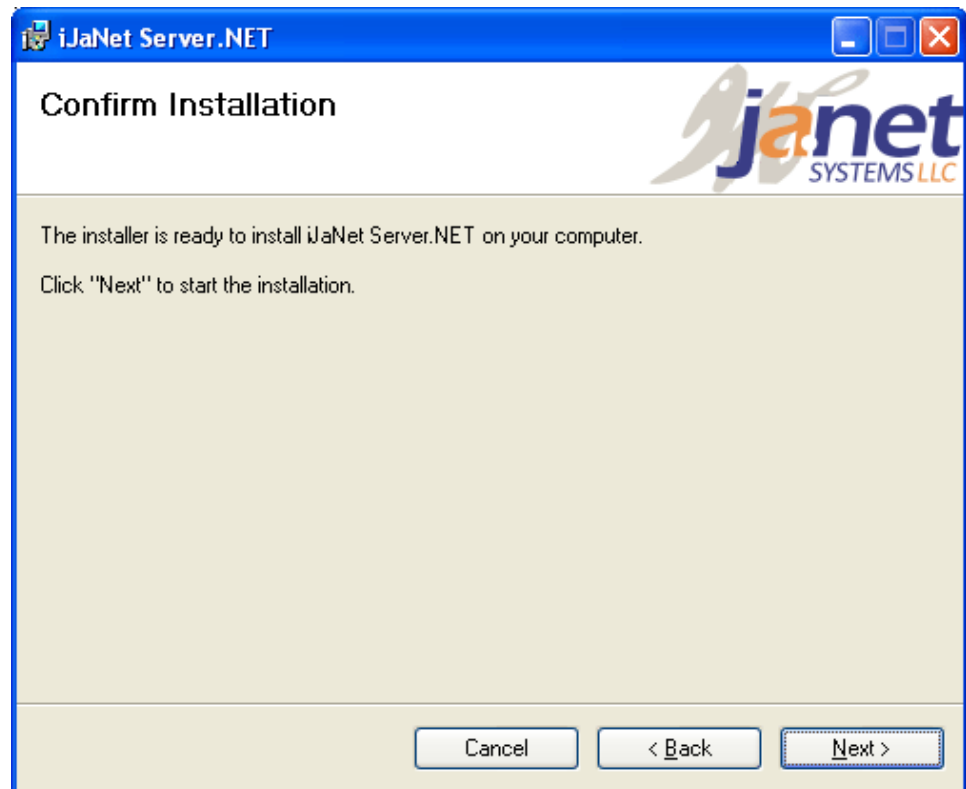 iJaNet Server.NET
Confirm Installation
janet
SYSTEMS LLC
The installer is ready to install iJaNet Server.NET on your computer.
Click "Next" to start the installation.
Cancel
< Back
Next >